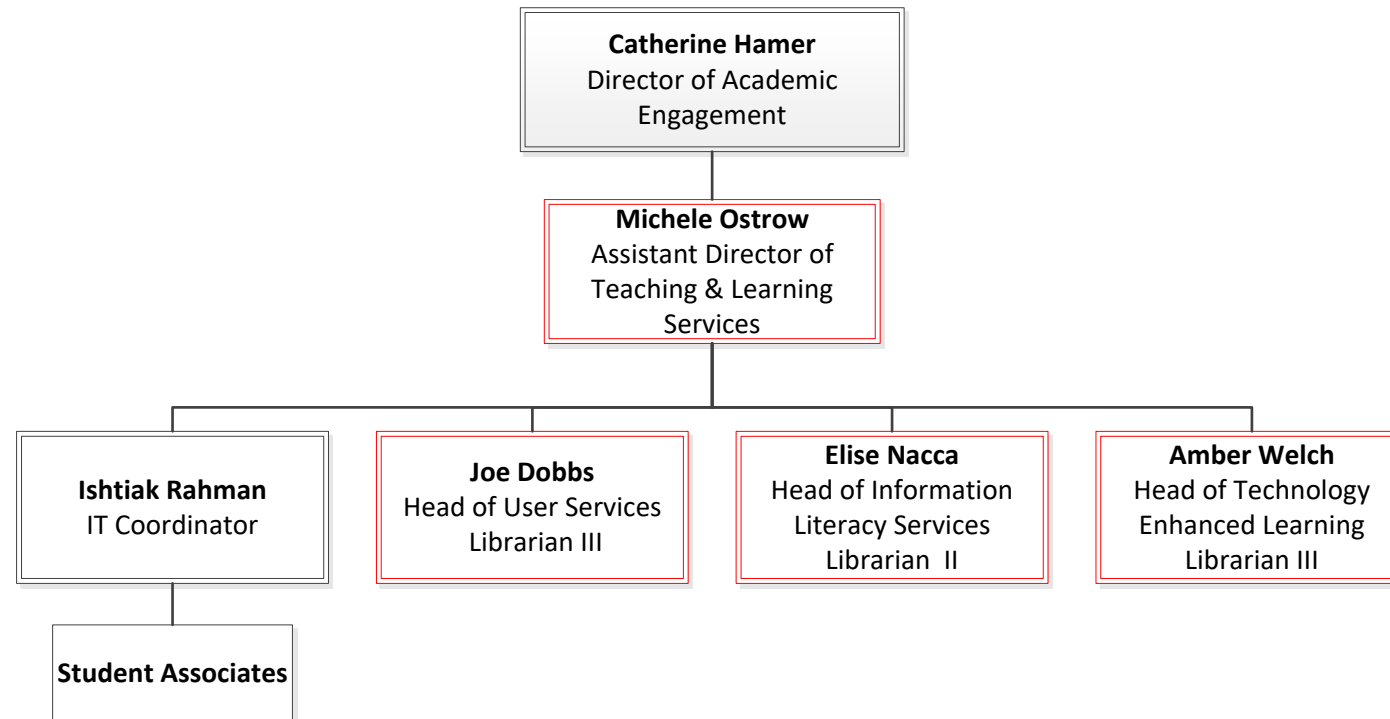 Catherine Hamer
Director of Academic
Engagement
Michele Ostrow
Assistant Director of
Teaching & Learning
Services
Ishtiak Rahman
IT Coordinator
Joe Dobbs
Head of User Services
Librarian III
Elise Nacca
Head of Information
Literacy Services
Librarian  II
Amber Welch
Head of Technology
Enhanced Learning
Librarian III
Student Associates